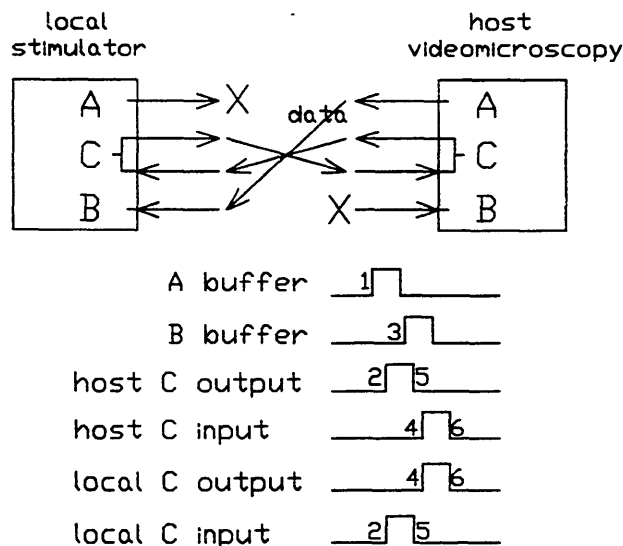 local host
stimulator videomicroscopy
A X data A
C C
B X B
A buffer 1
B buffer 3
host C output 2 5
host C input 4 6
local C output 4 6
local C input 2 5